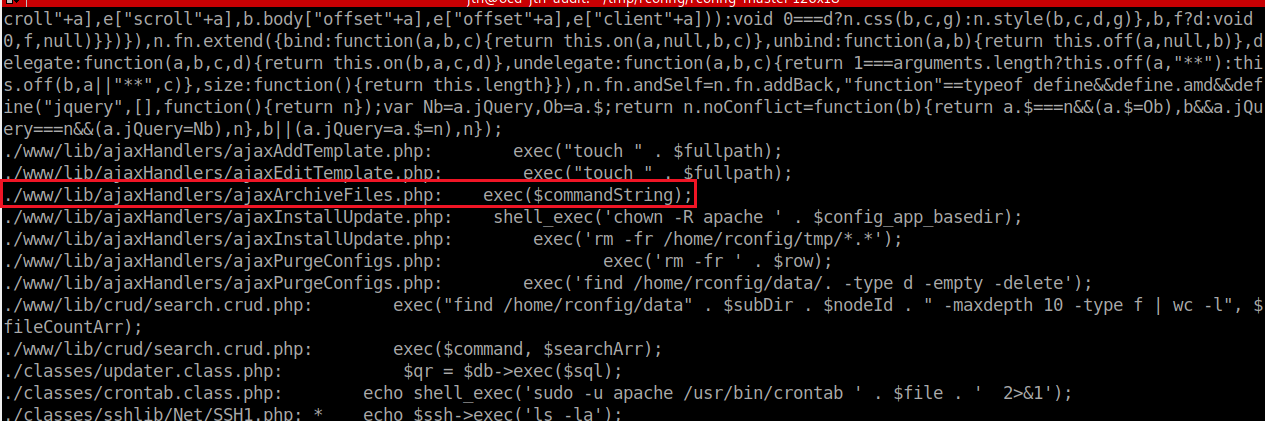 croll"+a],e["scroll"+a],b.body["offset"+a],e["offset"+a],e["client"+a])):void 0===d?n.css(b,c,g):n.style(b,c,d,g)},b,f?d:void
0,f,null)}})}),n.fn.extend({bind:function(a,b,c){return this.on(a,null,b,c)},unbind:function(a,b){return this.off(a,null,b)},d
elegate:function(a,b,c,d){return this.on(b,a,c,d)},undelegate:function(a,b,c){return 1===arguments.length?this.off(a,"**"):thi
s.off(b,a||"**",c)},size:function(){return this.length}}),n.fn.andSelf=n.fn.addBack,"function"==typeof define&&define.amd&&def
ine("jquery",[],function(){return n});var Nb=a.jQuery,Ob=a.$;return n.noConflict=function(b){return a.$===n&&(a.$=Ob),b&&a.jQu
ery===n&&(a.jQuery=Nb),n},b||(a.jQuery=a.$=n),n});
./www/lib/ajaxHandlers/ajaxAddTemplate.php:        exec("touch " . $fullpath);
./www/lib/ajaxHandlers/ajaxEditTemplate.php:        exec("touch " . $fullpath);
./www/lib/ajaxHandlers/ajaxArchiveFiles.php:    exec($commandString);
./www/lib/ajaxHandlers/ajaxInstallUpdate.php:    shell_exec('chown -R apache ' . $config_app_basedir);
./www/lib/ajaxHandlers/ajaxInstallUpdate.php:        exec('rm -fr /home/rconfig/tmp/*.*');
./www/lib/ajaxHandlers/ajaxPurgeConfigs.php:                exec('rm -fr ' . $row);
./www/lib/ajaxHandlers/ajaxPurgeConfigs.php:        exec('find /home/rconfig/data/. -type d -empty -delete');
./www/lib/crud/search.crud.php:        exec("find /home/rconfig/data" . $subDir . $nodeId . " -maxdepth 10 -type f | wc -l", $
fileCountArr);
./www/lib/crud/search.crud.php:        exec($command, $searchArr);
./classes/updater.class.php:            $qr = $db->exec($sql);
./classes/crontab.class.php:        echo shell_exec('sudo -u apache /usr/bin/crontab ' . $file . '  2>&1');
./classes/sshlib/Net/SSH1.php: *    echo $ssh->exec('ls -la');